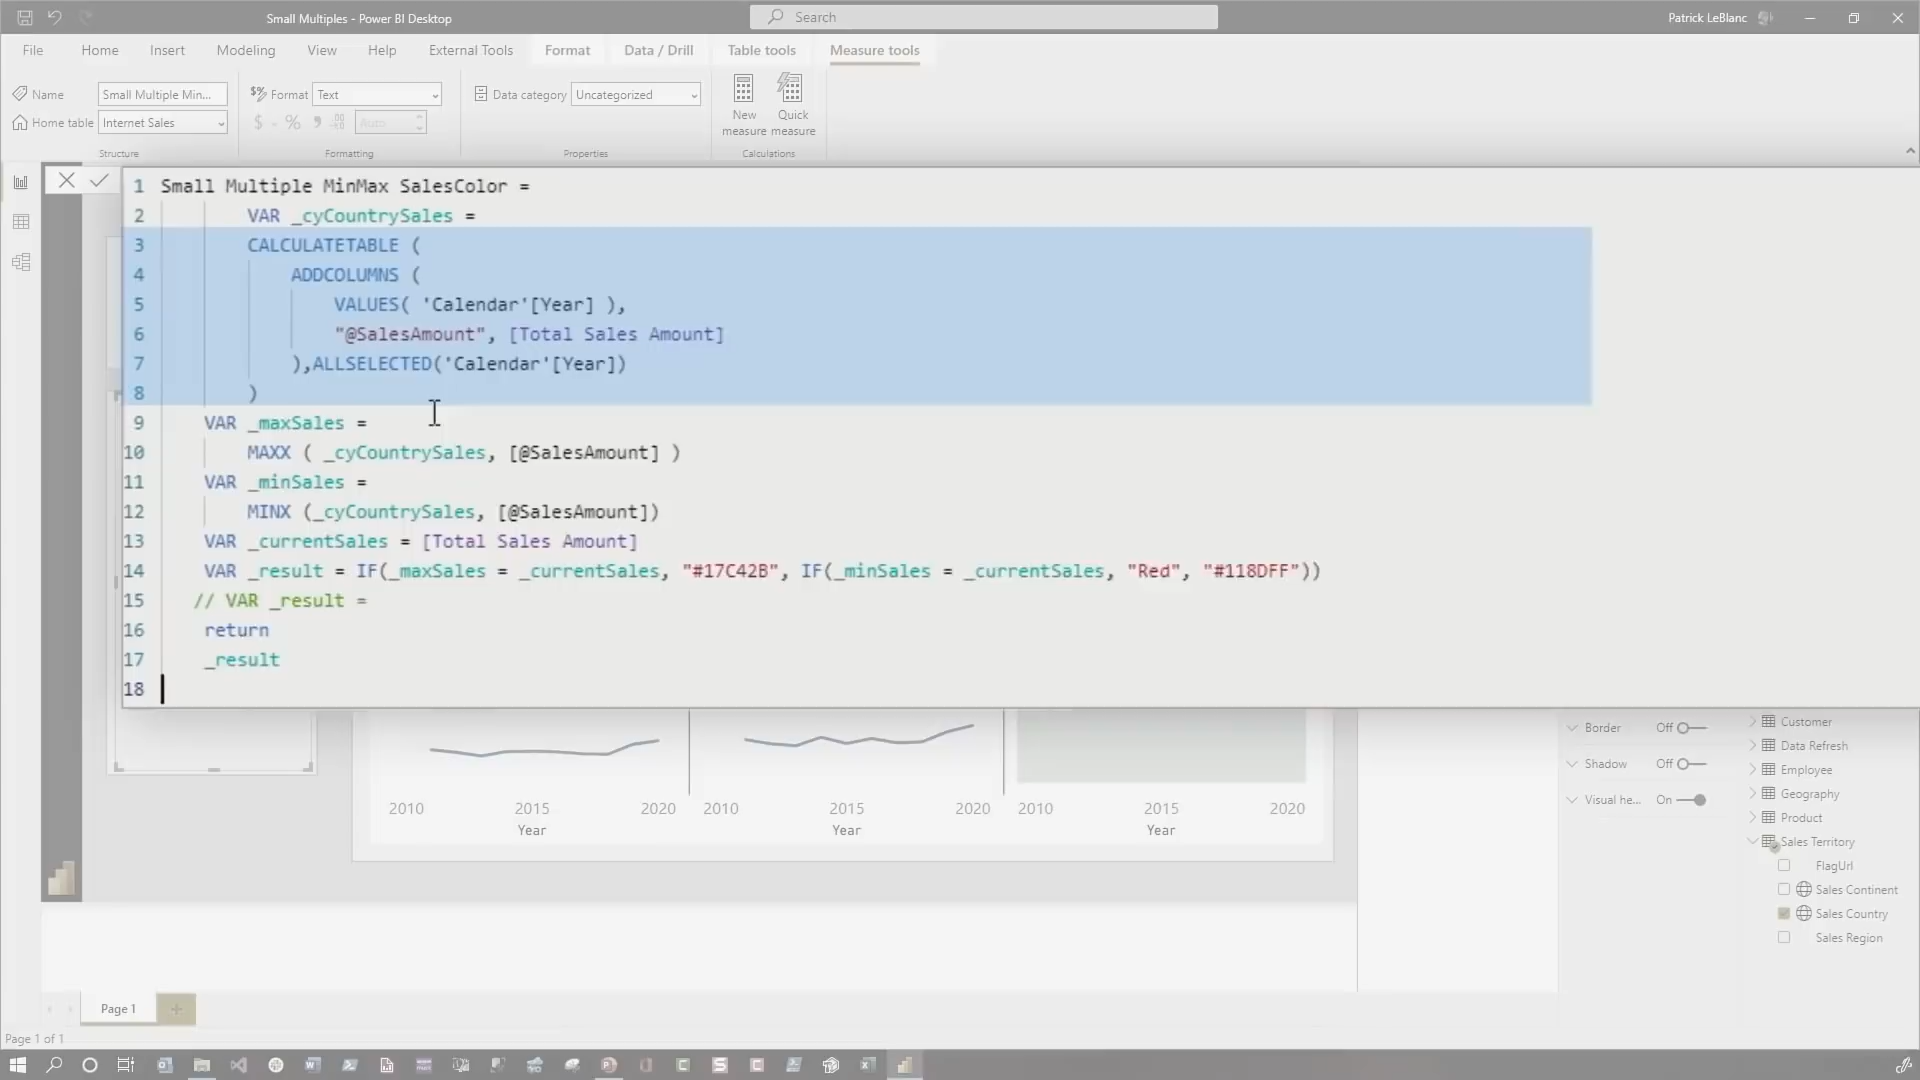 Small Multiples - Power BI Desktop
Search
Patrick LeBlanc
File Home Insert Modeling View Help External Tools Format Data / Drill Table tools Measure tools
Name Small Multiple Min...
Home table Internet Sales
Structure
Format Text
$ % Auto
Formatting
Data category Uncategorized
Properties
New measure
Quick measure
Calculations
1 Small Multiple MinMax SalesColor =
2 VAR _cyCountrySales =
3 CALCULATETABLE (
4 ADDCOLUMNS (
5 VALUES( 'Calendar'[Year] ),
6 "@SalesAmount", [Total Sales Amount]
7 ),ALLSELECTED('Calendar'[Year])
8 )
9 VAR _maxSales =
10 MAXX ( _cyCountrySales, [@SalesAmount] )
11 VAR _minSales =
12 MINX (_cyCountrySales, [@SalesAmount])
13 VAR _currentSales = [Total Sales Amount]
14 VAR _result = IF(_maxSales = _currentSales, "#17C42B", IF(_minSales = _currentSales, "Red", "#118DFF"))
15 // VAR _result =
16 return
17 _result
18
2010 2015 2020 2010 2015 2020 2010 2015 2020
Year Year Year
Border Off
Shadow Off
Visual he... On
Customer
Data Refresh
Employee
Geography
Product
Sales Territory
FlagUrl
Sales Continent
Sales Country
Sales Region
Page 1
Page 1 of 1